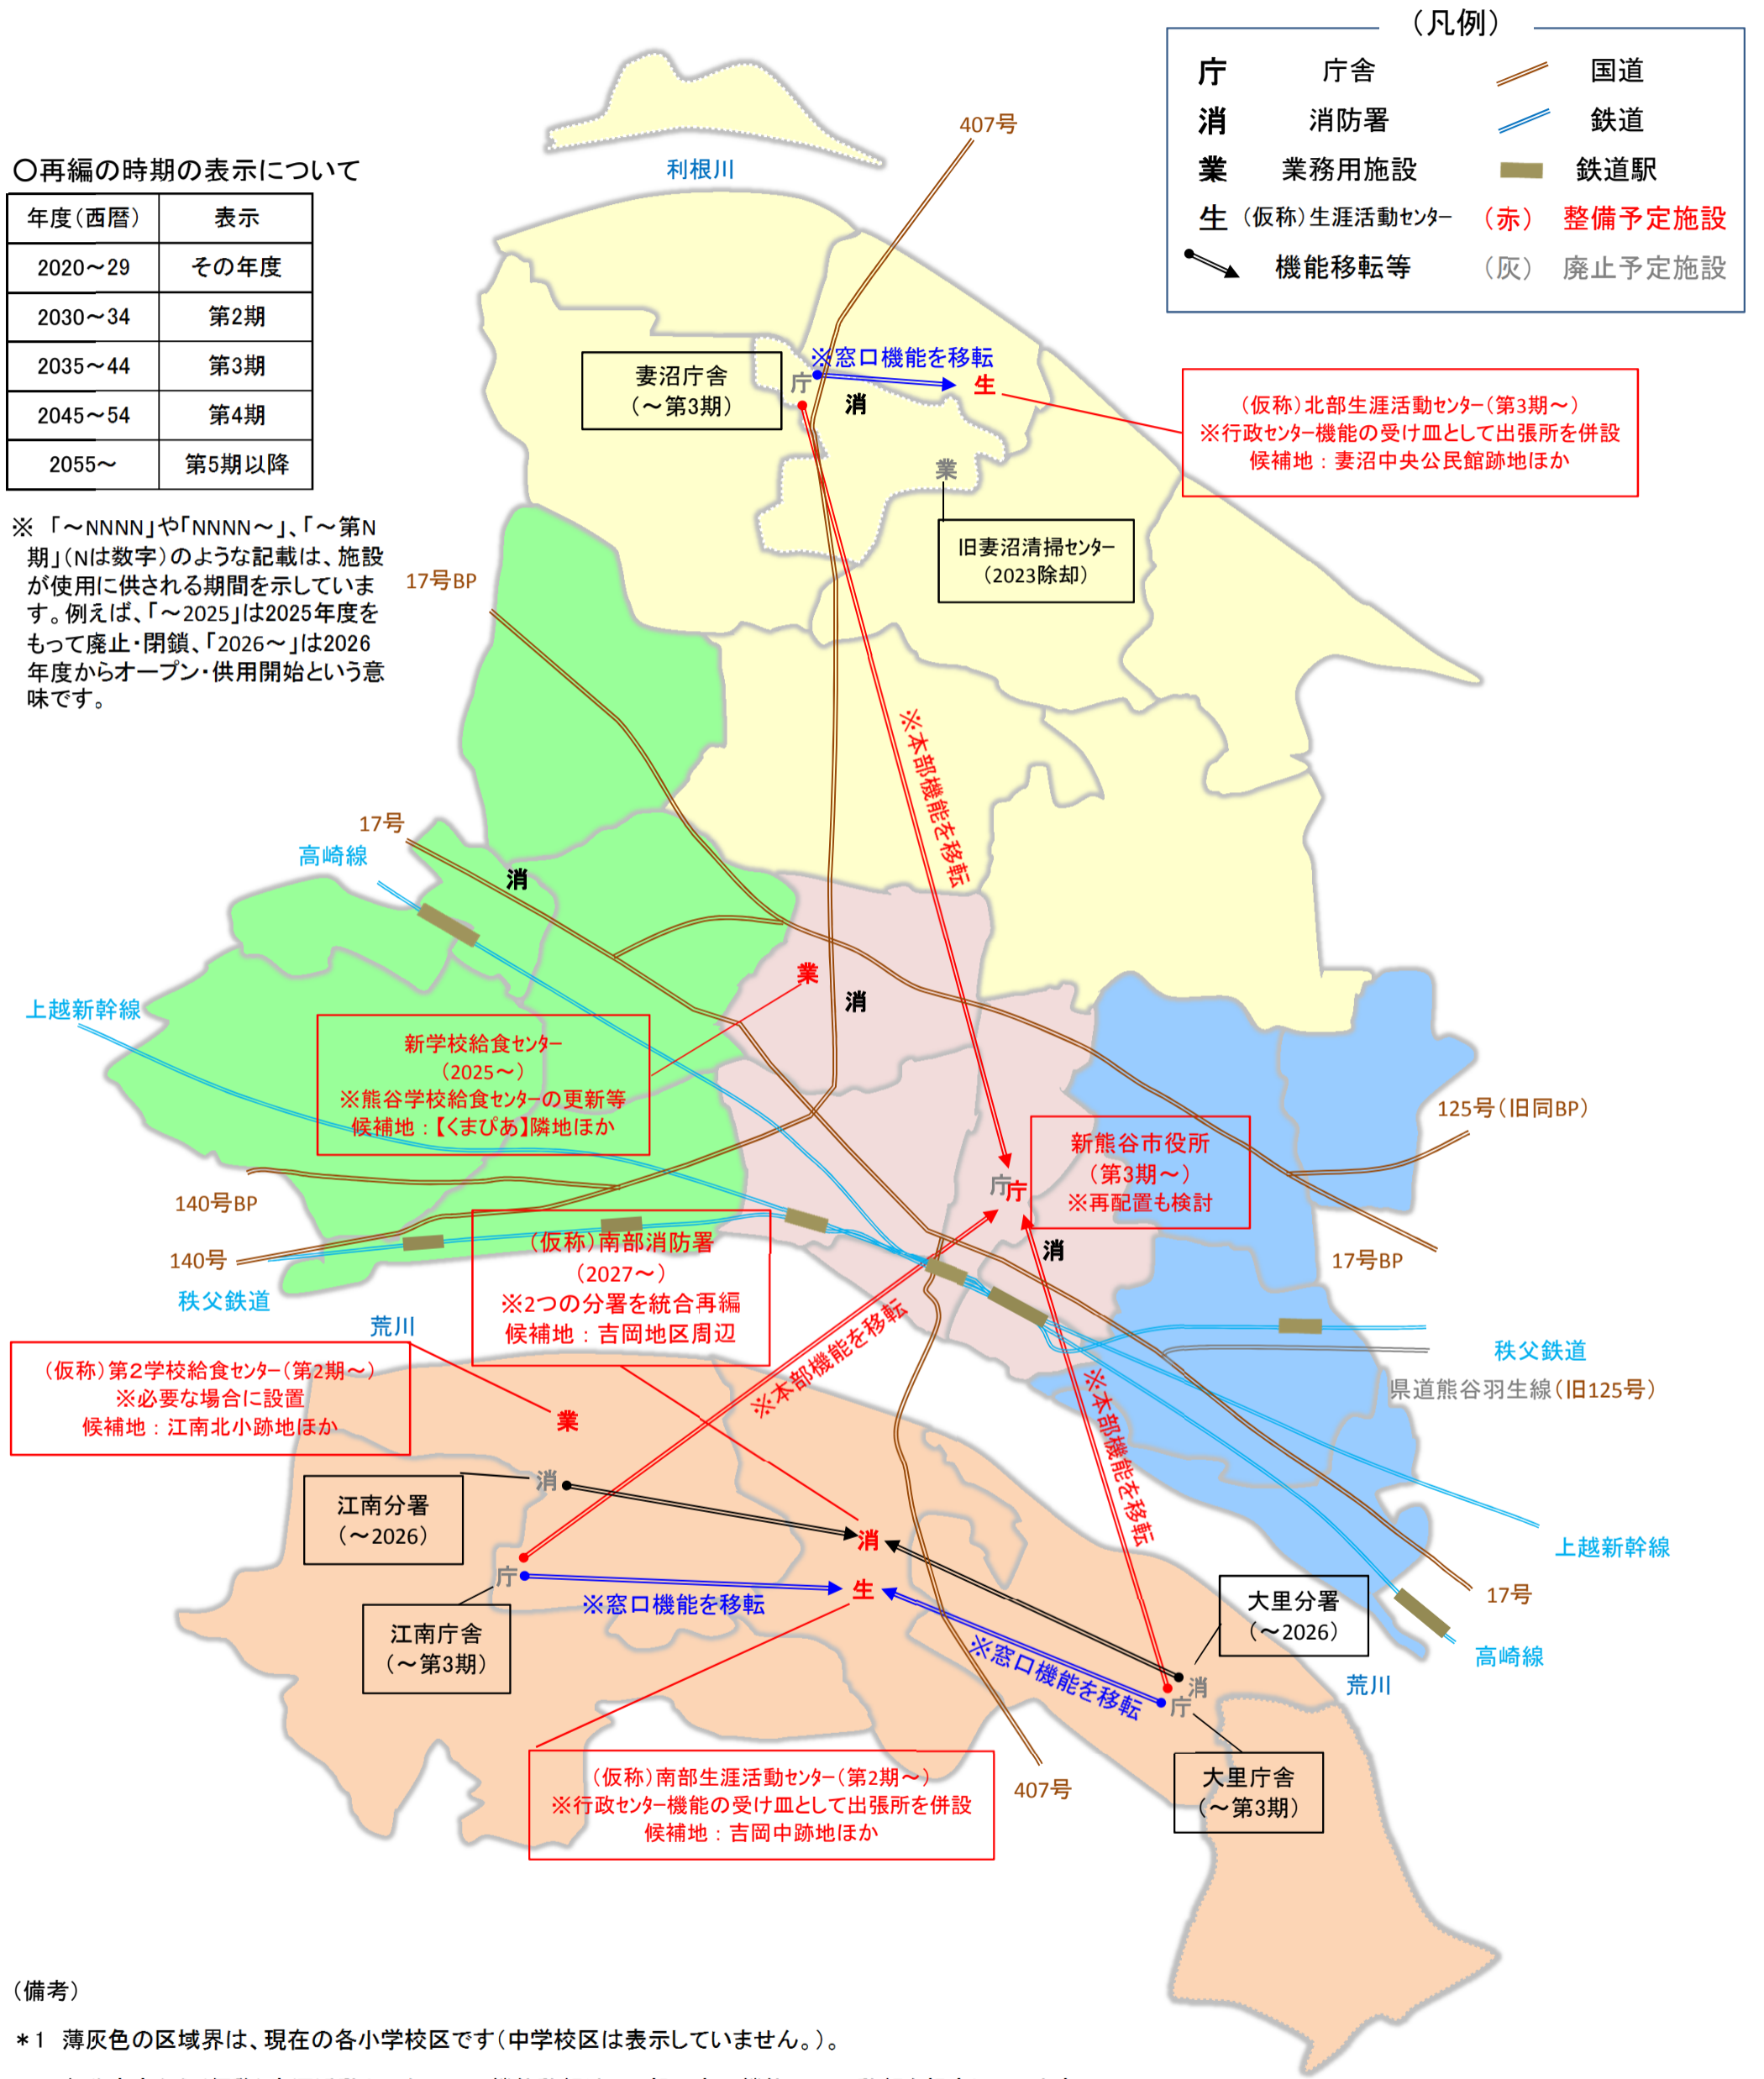 （凡例）
庁 庁舎 国道
消 消防署 鉄道
業 業務用施設 鉄道駅
生 （仮称）生涯活動ｾﾝﾀｰ （赤） 整備予定施設
機能移転等 （灰） 廃止予定施設
〇再編の時期の表示について
年度（西暦） 表示
2020～29 その年度
2030～34 第2期
2035～44 第3期
2045～54 第4期
2055～ 第5期以降
※ 「～NNNN」や「NNNN～」、「～第N
期」（Nは数字）のような記載は、施設
が使用に供される期間を示していま
す。例えば、「～2025」は2025年度を
もって廃止・閉鎖、「2026～」は2026
年度からオープン・供用開始という意
味です。
利根川
407号
妻沼庁舎
（～第3期）
※窓口機能を移転
庁
消
生
（仮称）北部生涯活動ｾﾝﾀｰ（第3期～）
※行政ｾﾝﾀｰ機能の受け皿として出張所を併設
候補地：妻沼中央公民館跡地ほか
業
旧妻沼清掃ｾﾝﾀｰ
（2023除却）
17号BP
※本部機能を移転
17号
高崎線
消
上越新幹線
業
消
新学校給食ｾﾝﾀｰ
（2025～）
※熊谷学校給食ｾﾝﾀｰの更新等
候補地：【くまぴあ】隣地ほか
125号（旧同BP）
新熊谷市役所
（第3期～）
※再配置も検討
庁
庁
消
140号BP
140号
秩父鉄道
17号BP
（仮称）南部消防署
（2027～）
※2つの分署を統合再編
候補地：吉岡地区周辺
荒川
※本部機能を移転
秩父鉄道
県道熊谷羽生線（旧125号）
（仮称）第２学校給食ｾﾝﾀｰ（第2期～）
※必要な場合に設置
候補地：江南北小跡地ほか
業
※本部機能を移転
消
江南分署
（～2026）
消
上越新幹線
庁
※窓口機能を移転
生
17号
大里分署
（～2026）
江南庁舎
（～第3期）
※窓口機能を移転
高崎線
荒川
消
庁
（仮称）南部生涯活動ｾﾝﾀｰ（第2期～）
※行政ｾﾝﾀｰ機能の受け皿として出張所を併設
候補地：吉岡中跡地ほか
407号
大里庁舎
（～第3期）
（備考）
＊1 薄灰色の区域界は、現在の各小学校区です（中学校区は表示していません。）。